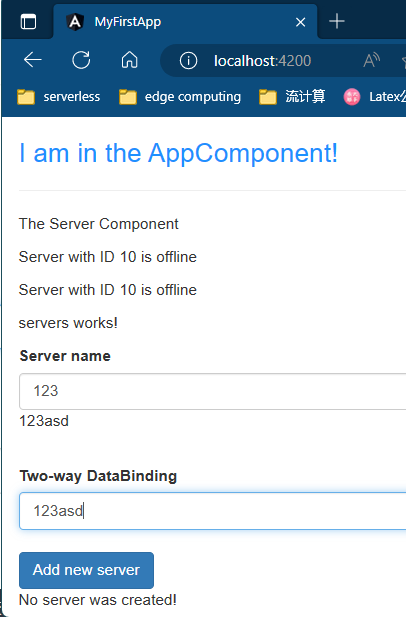 MyFirstApp
localhost:4200
serverless
edge computing
流计算
Latex公
I am in the AppComponent!
The Server Component
Server with ID 10 is offline
Server with ID 10 is offline
servers works!
Server name
123
123asd
Two-way DataBinding
123asd
Add new server
No server was created!